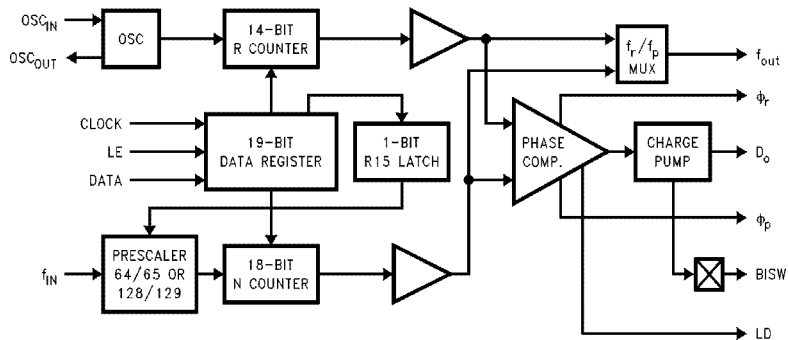 OSC_IN
OSC_OUT
OSC
14-BIT
R COUNTER
f_r/f_p
MUX
f_out
ϕ_r
CLOCK
LE
DATA
19-BIT
DATA REGISTER
1-BIT
R15 LATCH
PHASE
COMP.
CHARGE
PUMP
D_o
ϕ_p
f_IN
PRESCALER
64/65 OR
128/129
18-BIT
N COUNTER
BISW
LD